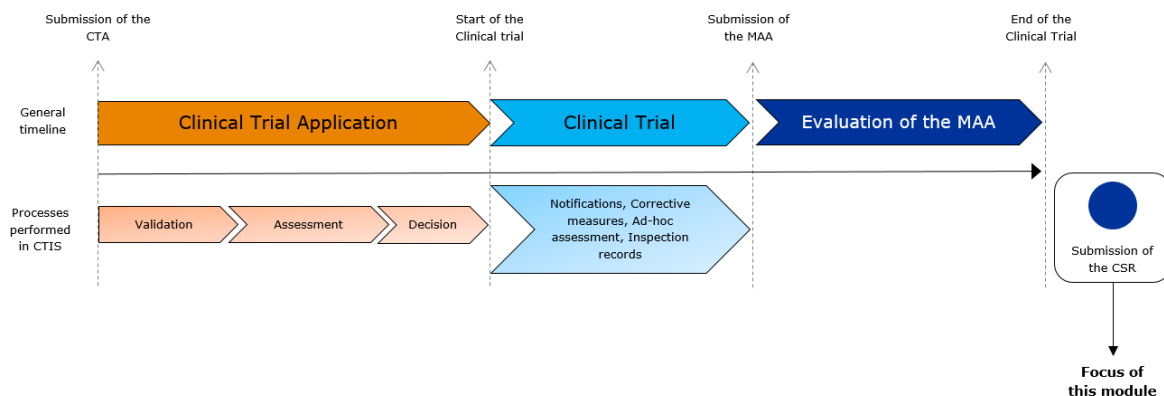 Submission of the
CTA
Start of the
Clinical trial
Submission of
the MAA
End of the
Clinical Trial
General
timeline
Clinical Trial Application
Clinical Trial
Evaluation of the MAA
Processes
performed
in CTIS
Validation
Assessment
Decision
Notifications, Corrective
measures, Ad-hoc
assessment, Inspection
records
Submission of
the CSR
Focus of
this module